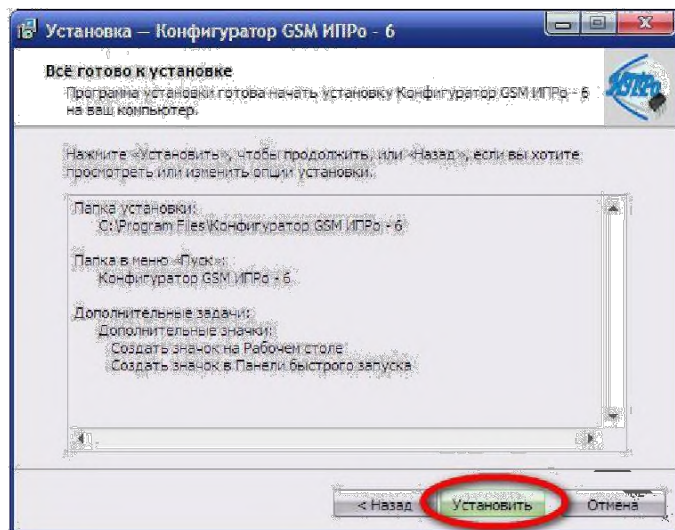 Установка — Конфигуратор GSM ИПРо - 6
Всё готово к установке
Программа установки готова начать установку Конфигуратор GSM ИПРо - 6
на ваш компьютер.
ИПРо
Нажмите «Установить», чтобы продолжить, или «Назад», если вы хотите
просмотреть или изменить опции установки.
Папка установки:
C:\Program Files\Конфигуратор GSM ИПРо - 6
Папка в меню «Пуск»:
Конфигуратор GSM ИПРо - 6
Дополнительные задачи:
Дополнительные значки:
Создать значок на Рабочем столе
Создать значок в Панели быстрого запуска
< Назад
Установить
Отмена